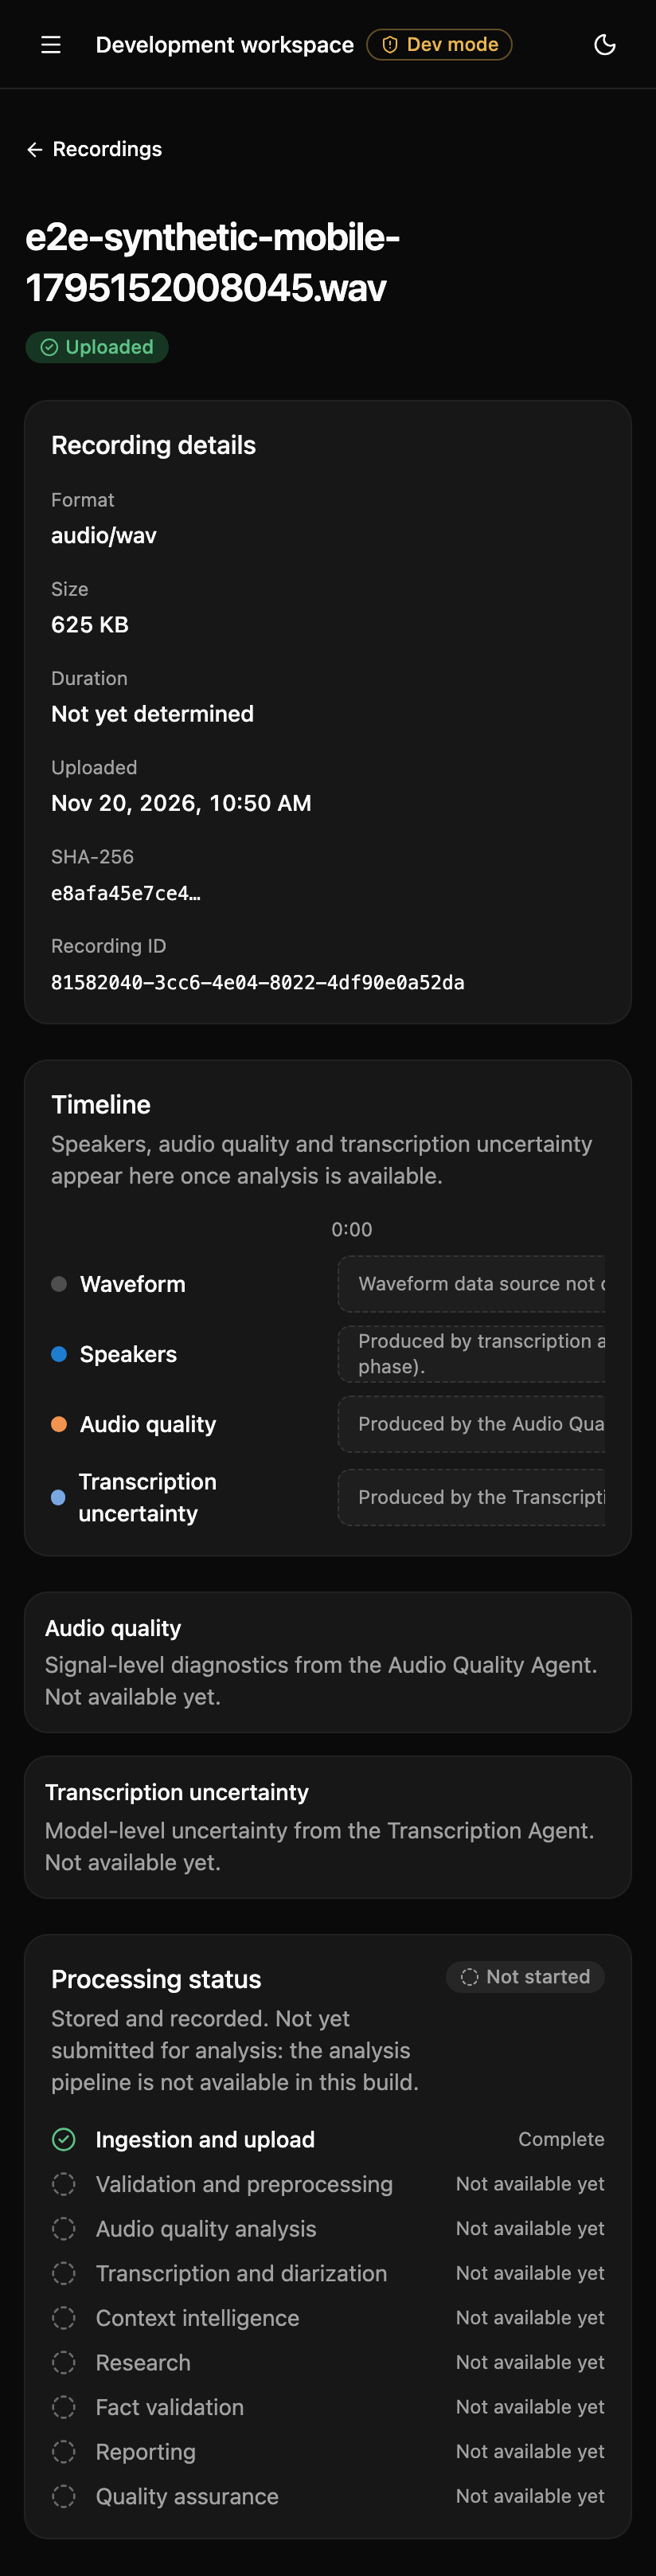 Development workspace
Dev mode
Recordings
e2e-synthetic-mobile-
1795152008045.wav
Uploaded
Recording details
Format
audio/wav
Size
625 KB
Duration
Not yet determined
Uploaded
Nov 20, 2026, 10:50 AM
SHA-256
e8afa45e7ce4…
Recording ID
81582040-3cc6-4e04-8022-4df90e0a52da
Timeline
Speakers, audio quality and transcription uncertainty
appear here once analysis is available.
0:00
Waveform
Waveform data source not
Speakers
Produced by transcription a
phase).
Audio quality
Produced by the Audio Qua
Transcription
uncertainty
Produced by the Transcripti
Audio quality
Signal-level diagnostics from the Audio Quality Agent.
Not available yet.
Transcription uncertainty
Model-level uncertainty from the Transcription Agent.
Not available yet.
Processing status
Not started
Stored and recorded. Not yet
submitted for analysis: the analysis
pipeline is not available in this build.
Ingestion and upload Complete
Validation and preprocessing Not available yet
Audio quality analysis Not available yet
Transcription and diarization Not available yet
Context intelligence Not available yet
Research Not available yet
Fact validation Not available yet
Reporting Not available yet
Quality assurance Not available yet